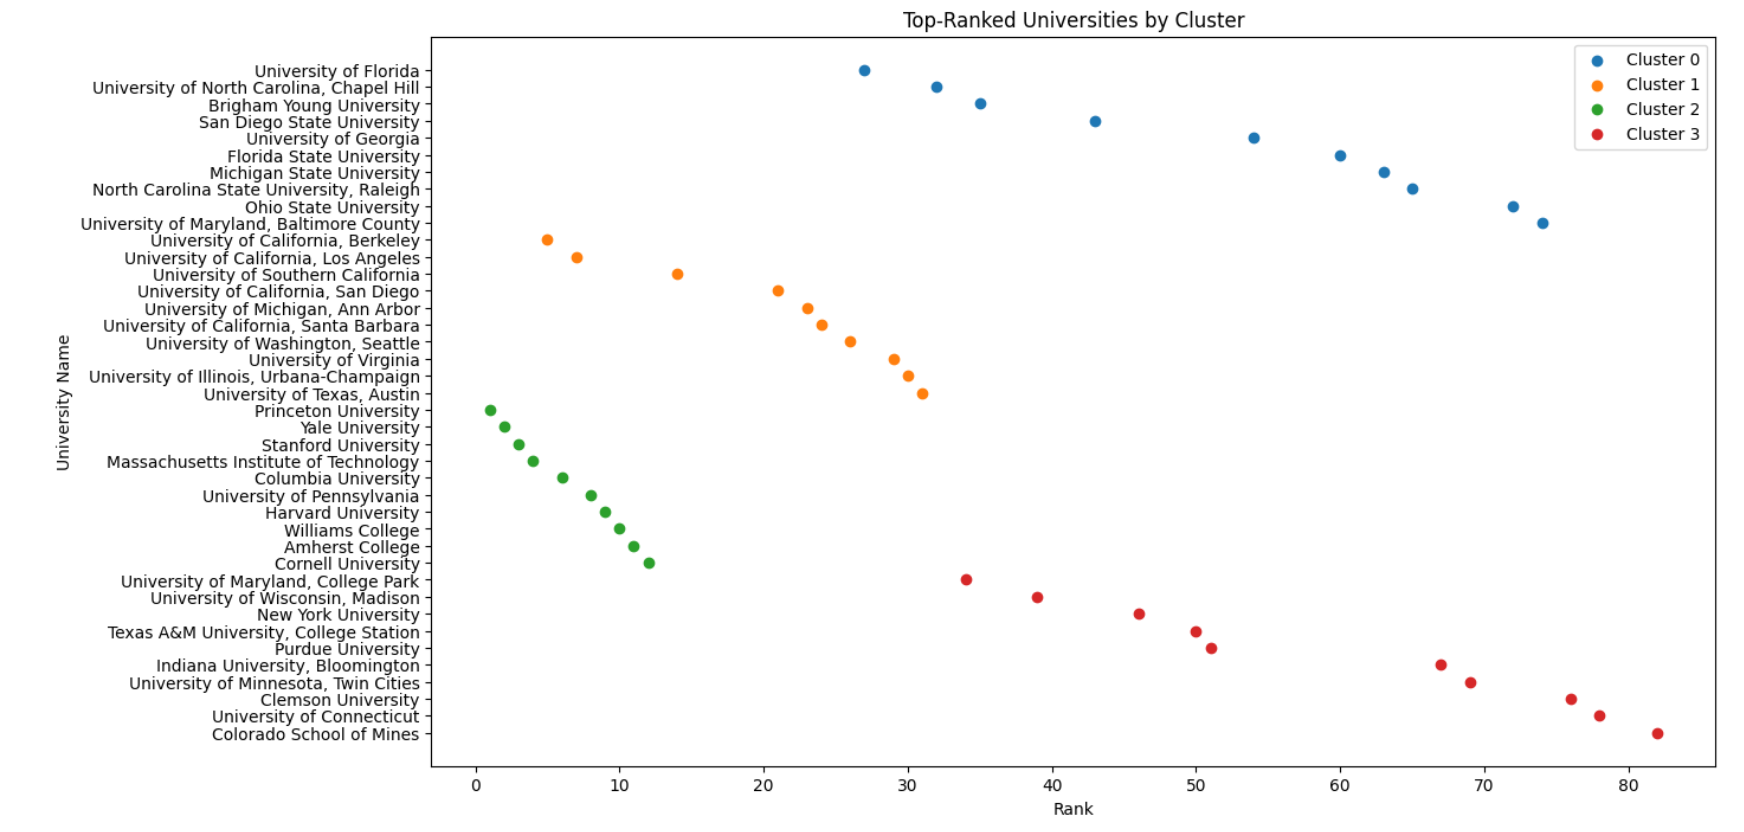 Top-Ranked Universities by Cluster
University of Florida
University of North Carolina, Chapel Hill
Brigham Young University
San Diego State University
University of Georgia
Florida State University
Michigan State University
North Carolina State University, Raleigh
Ohio State University
University of Maryland, Baltimore County
University of California, Berkeley
University of California, Los Angeles
University of Southern California
University of California, San Diego
University of Michigan, Ann Arbor
University of California, Santa Barbara
University of Washington, Seattle
University of Virginia
University of Illinois, Urbana-Champaign
University of Texas, Austin
Princeton University
Yale University
Stanford University
Massachusetts Institute of Technology
Columbia University
University of Pennsylvania
Harvard University
Williams College
Amherst College
Cornell University
University of Maryland, College Park
University of Wisconsin, Madison
New York University
Texas A&M University, College Station
Purdue University
Indiana University, Bloomington
University of Minnesota, Twin Cities
Clemson University
University of Connecticut
Colorado School of Mines
University Name
Cluster 0
Cluster 1
Cluster 2
Cluster 3
0 10 20 30 40 50 60 70 80
Rank